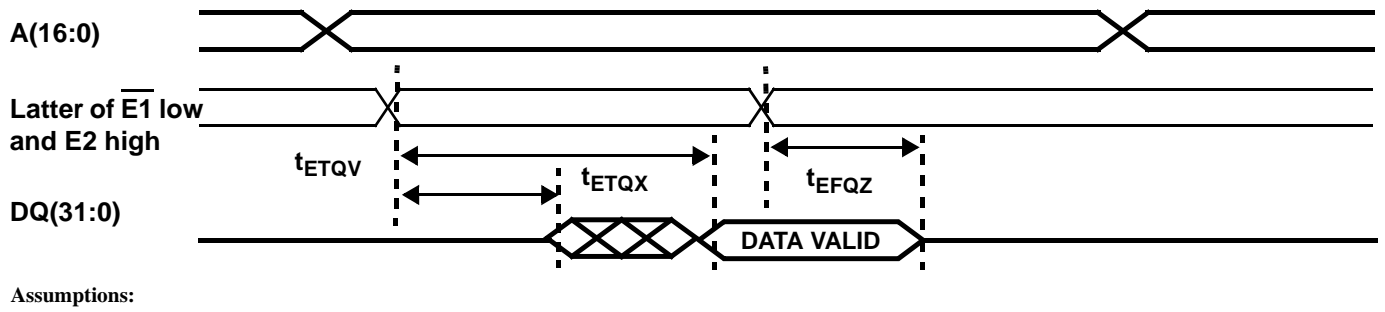 A(16:0)
Latter of E1 low
and E2 high
tETQV
tETQX
tEFQZ
DQ(31:0)
DATA VALID
Assumptions: